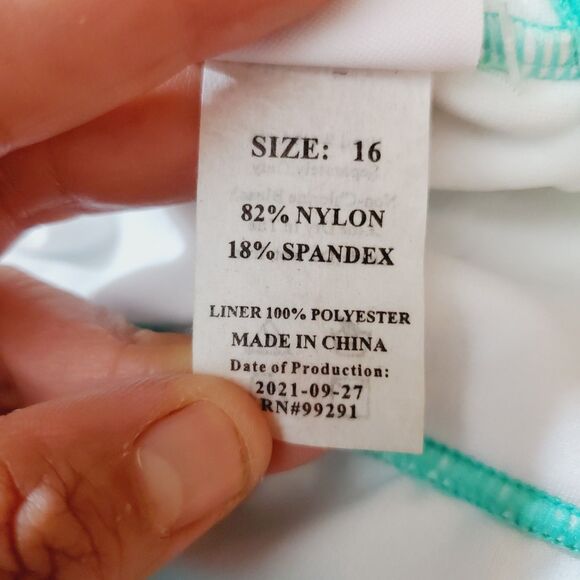 SIZE: 16
82% NYLON
18% SPANDEX
LINER 100% POLYESTER
MADE IN CHINA
Date of Production:
2021-09-27
RN#99291